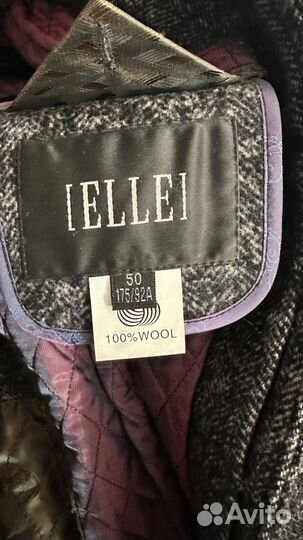 [ELLE]
50
175/92A
100%WOOL
Avito